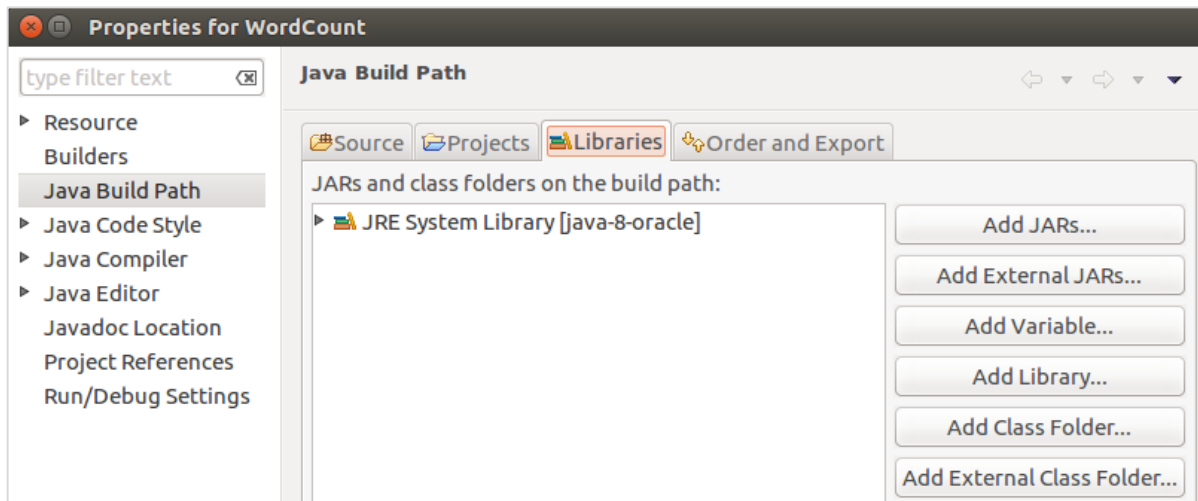 Properties for WordCount
type filter text
Resource
Builders
Java Build Path
Java Code Style
Java Compiler
Java Editor
Javadoc Location
Project References
Run/Debug Settings
Java Build Path
Source Projects Libraries Order and Export
JARs and class folders on the build path:
JRE System Library [java-8-oracle]
Add JARs...
Add External JARs...
Add Variable...
Add Library...
Add Class Folder...
Add External Class Folder...